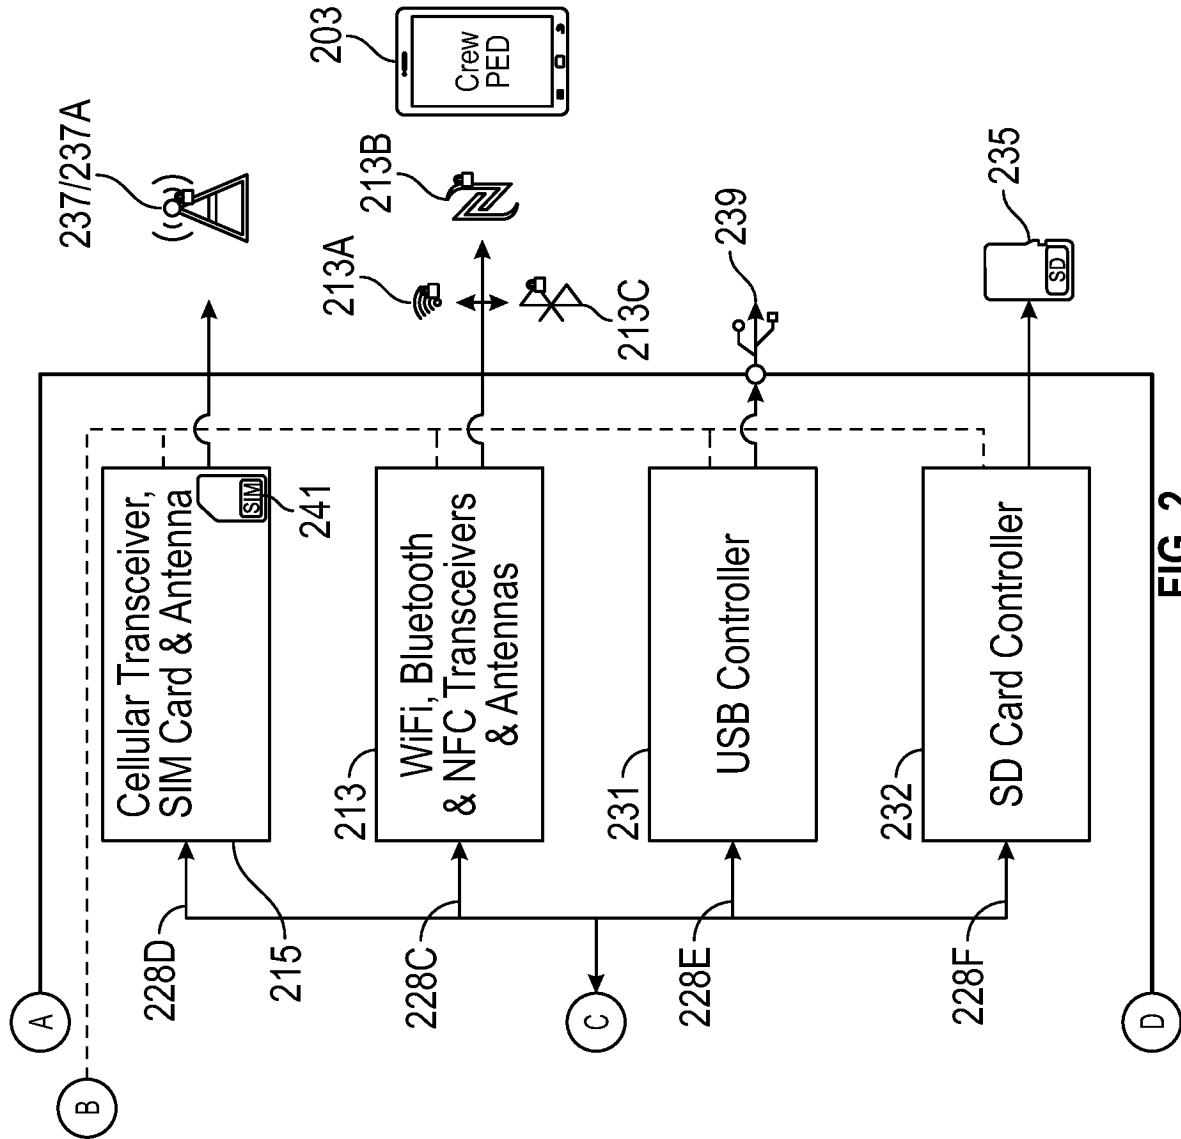 A
B
C
D
237/237A
203
Crew
PED
213A
213B
213C
239
235
SD
Cellular Transceiver,
SIM Card & Antenna
SIM
241
228D
215
WiFi, Bluetooth
& NFC Transceivers
& Antennas
213
228C
USB Controller
231
228E
SD Card Controller
232
228F
FIG. 2